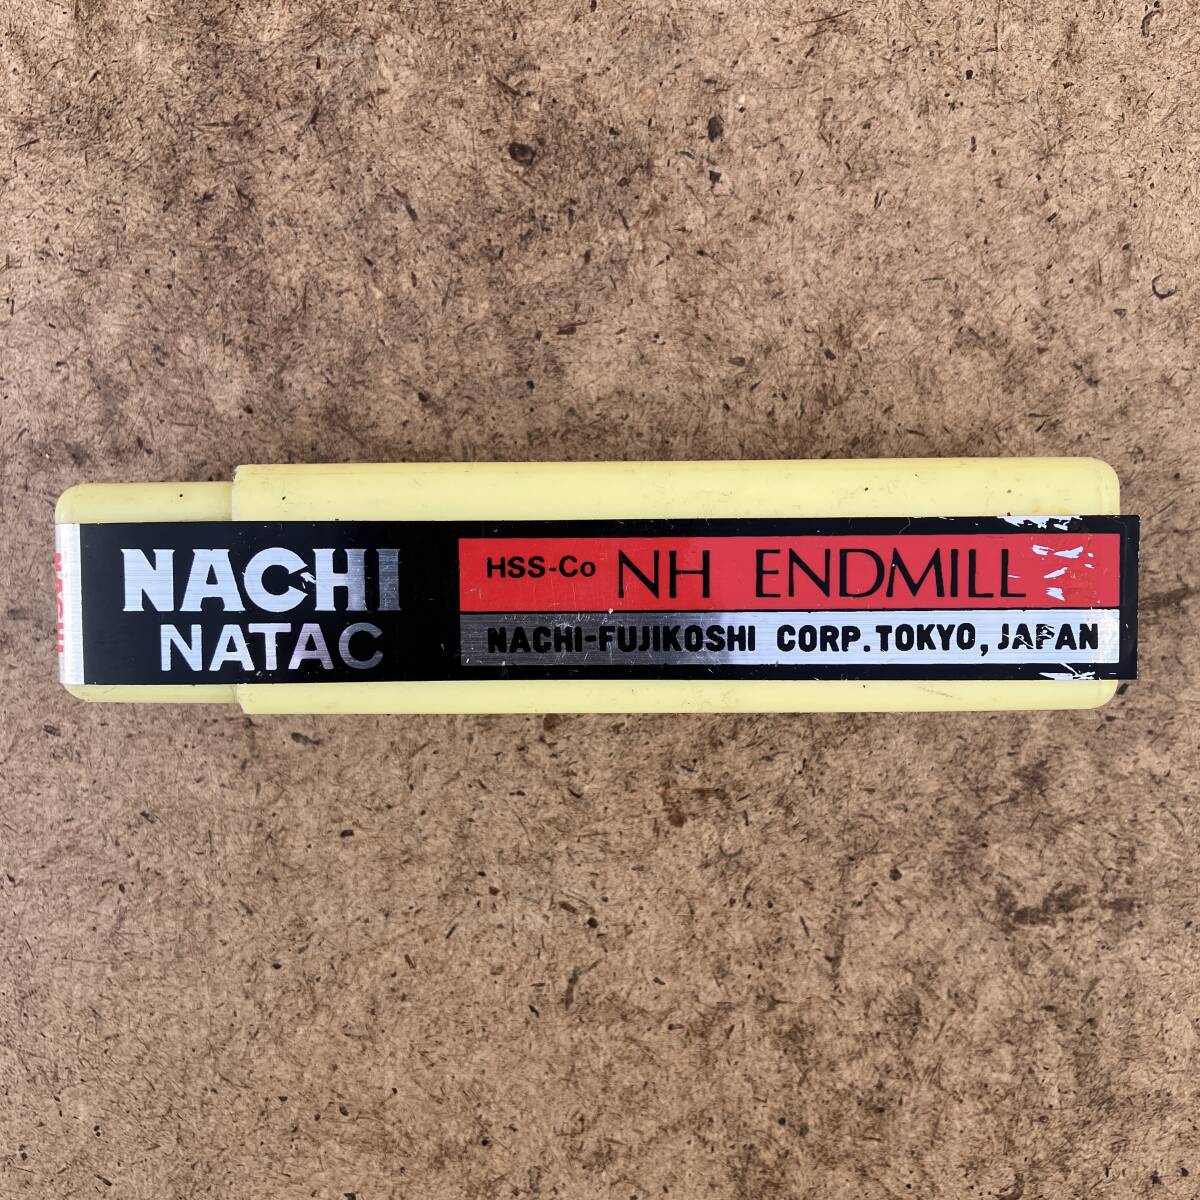 NACHI
NATAC
HSS-Co NH ENDMILL
NACHI-FUJIKOSHI CORP. TOKYO, JAPAN